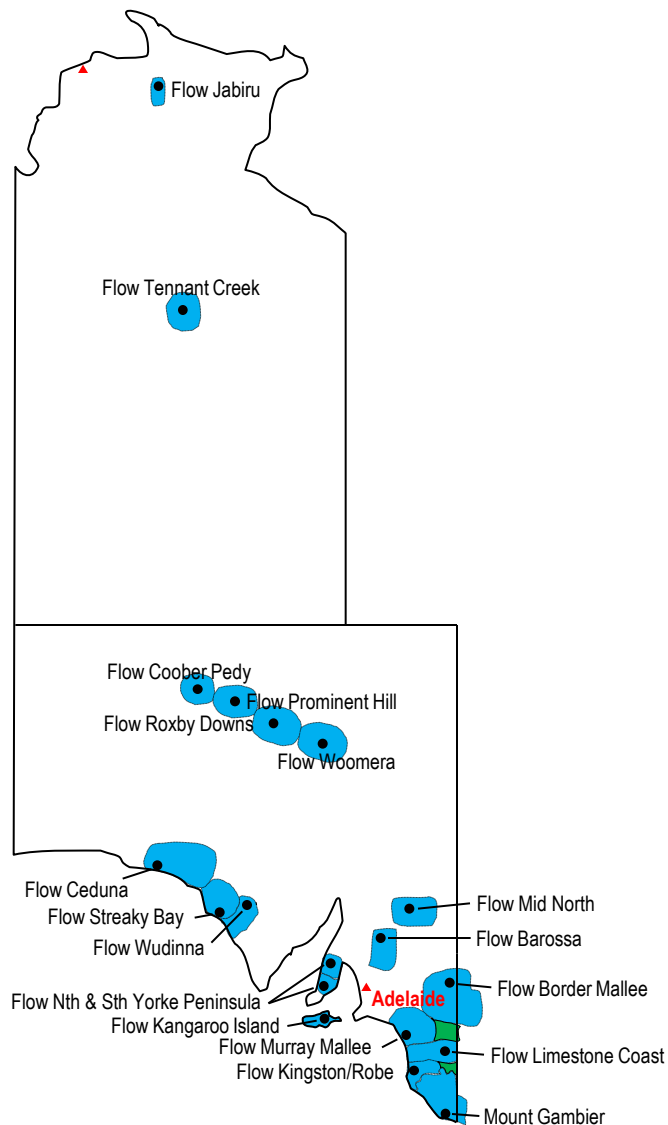 Flow Jabiru
Flow Tennant Creek
Flow Coober Pedy
Flow Prominent Hill
Flow Roxby Downs
Flow Woomera
Flow Ceduna
Flow Mid North
Flow Streaky Bay
Flow Barossa
Flow Wudinna
Flow Border Mallee
Flow Nth & Sth Yorke Peninsula
Adelaide
Flow Kangaroo Island
Flow Murray Mallee
Flow Limestone Coast
Flow Kingston/Robe
Mount Gambier